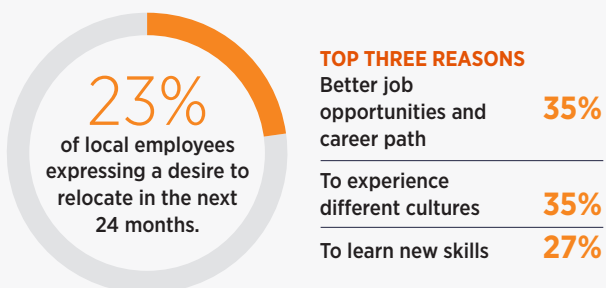 23%
of local employees
expressing a desire to
relocate in the next
24 months.
TOP THREE REASONS
Better job
opportunities and
career path
35%
To experience
different cultures
35%
To learn new skills
27%